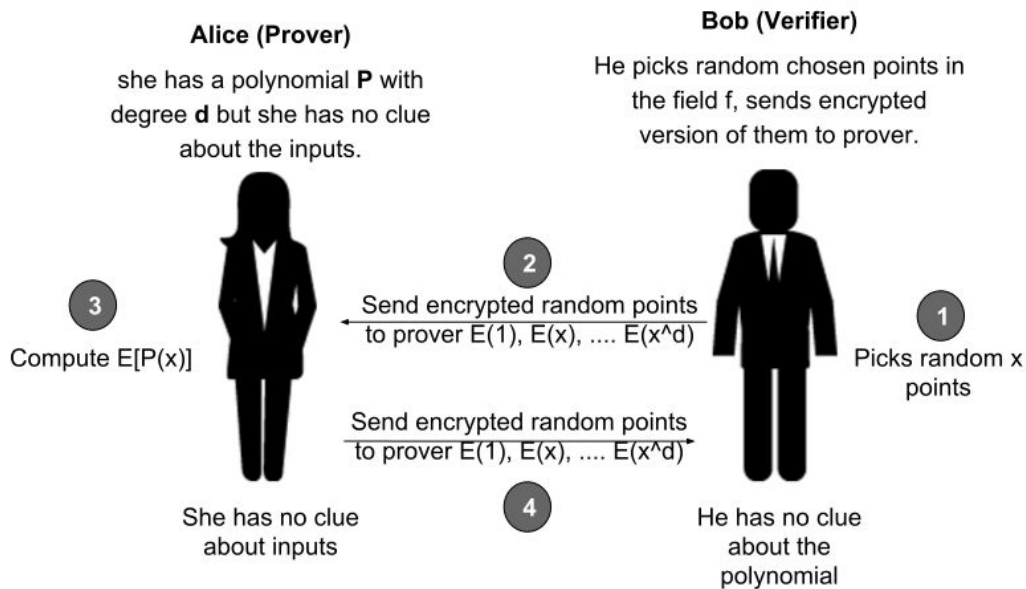 Alice (Prover)
she has a polynomial P with
degree d but she has no clue
about the inputs.
Bob (Verifier)
He picks random chosen points in
the field f, sends encrypted
version of them to prover.
1
Picks random x
points
2
Send encrypted random points
to prover E(1), E(x), .... E(x^d)
3
Compute E[P(x)]
Send encrypted random points
to prover E(1), E(x), .... E(x^d)
4
She has no clue
about inputs
He has no clue
about the
polynomial